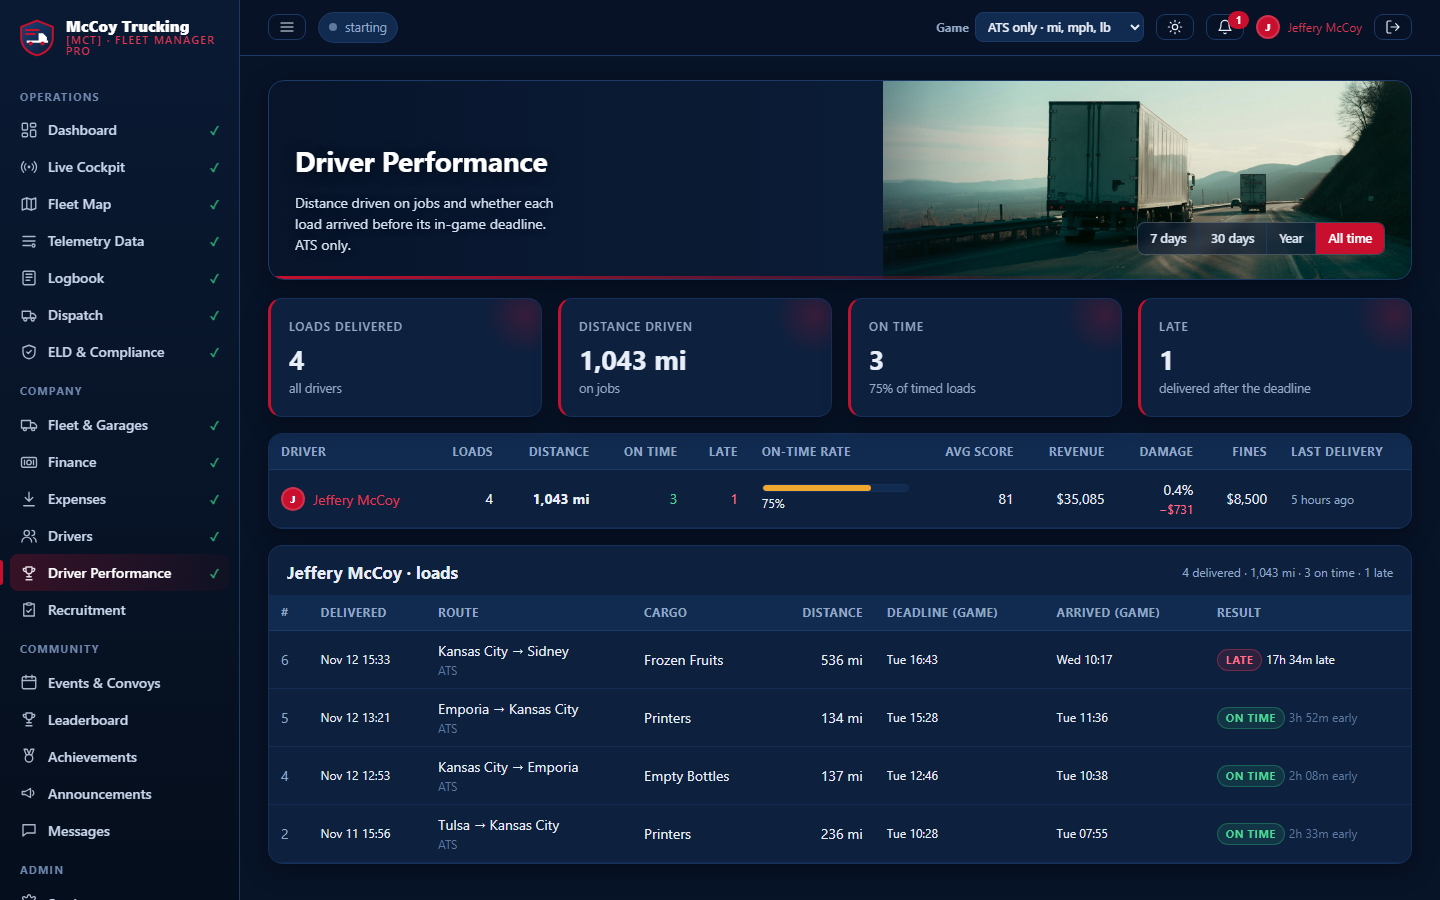 McCoy Trucking
[MCT] · FLEET MANAGER PRO
starting
Game
ATS only · mi, mph, lb
1
J
Jeffery McCoy
OPERATIONS
Dashboard ✓
Live Cockpit ✓
Fleet Map ✓
Telemetry Data ✓
Logbook ✓
Dispatch ✓
ELD & Compliance ✓
COMPANY
Fleet & Garages ✓
Finance ✓
Expenses ✓
Drivers ✓
Driver Performance ✓
Recruitment
COMMUNITY
Events & Convoys
Leaderboard
Achievements
Announcements
Messages
ADMIN
Driver Performance
Distance driven on jobs and whether each
load arrived before its in-game deadline.
ATS only.
7 days 30 days Year All time
LOADS DELIVERED
4
all drivers
DISTANCE DRIVEN
1,043 mi
on jobs
ON TIME
3
75% of timed loads
LATE
1
delivered after the deadline
DRIVER LOADS DISTANCE ON TIME LATE ON-TIME RATE AVG SCORE REVENUE DAMAGE FINES LAST DELIVERY
J Jeffery McCoy 4 1,043 mi 3 1 75% 81 $35,085 0.4% −$731 $8,500 5 hours ago
Jeffery McCoy · loads
4 delivered · 1,043 mi · 3 on time · 1 late
# DELIVERED ROUTE CARGO DISTANCE DEADLINE (GAME) ARRIVED (GAME) RESULT
6 Nov 12 15:33 Kansas City → Sidney ATS Frozen Fruits 536 mi Tue 16:43 Wed 10:17 LATE 17h 34m late
5 Nov 12 13:21 Emporia → Kansas City ATS Printers 134 mi Tue 15:28 Tue 11:36 ON TIME 3h 52m early
4 Nov 12 12:53 Kansas City → Emporia ATS Empty Bottles 137 mi Tue 12:46 Tue 10:38 ON TIME 2h 08m early
2 Nov 11 15:56 Tulsa → Kansas City ATS Printers 236 mi Tue 10:28 Tue 07:55 ON TIME 2h 33m early